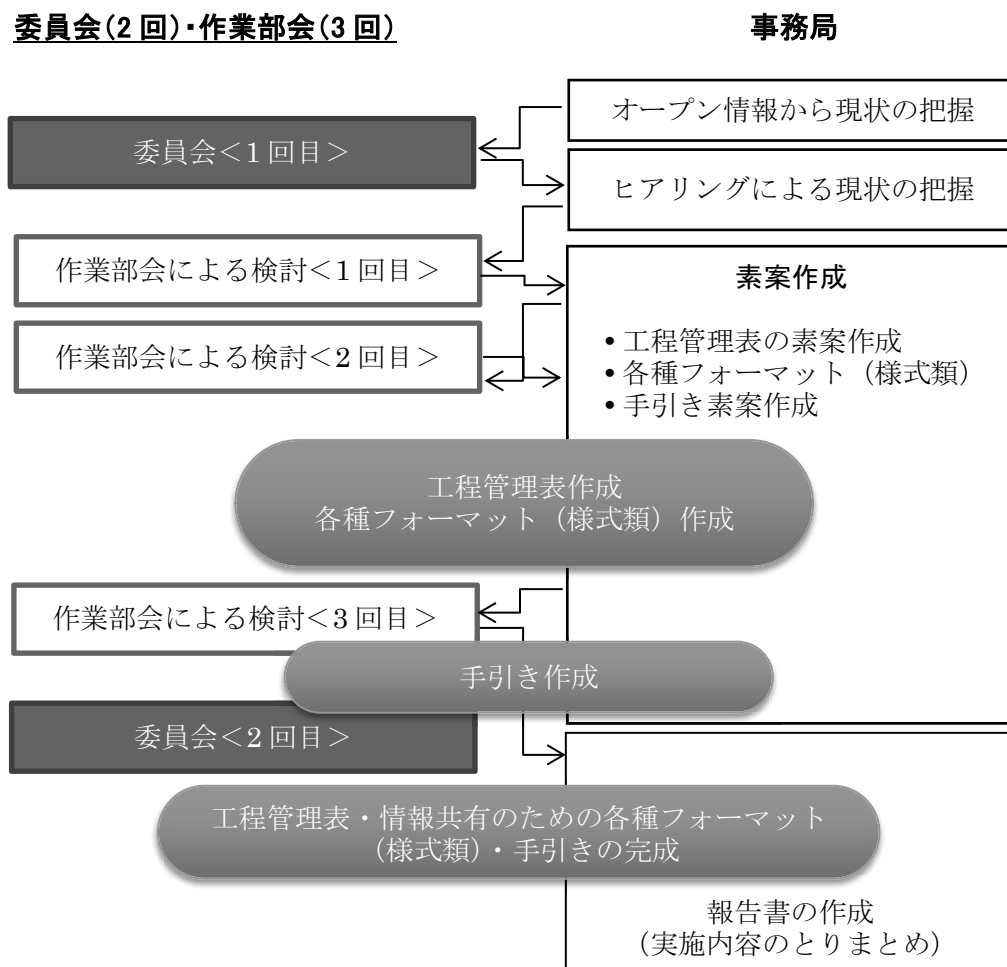 委員会(2回)・作業部会(3回)
事務局
オープン情報から現状の把握
委員会<1回目>
ヒアリングによる現状の把握
作業部会による検討<1回目>
素案作成
作業部会による検討<2回目>
•工程管理表の素案作成
•各種フォーマット（様式類）
•手引き素案作成
工程管理表作成
各種フォーマット（様式類）作成
作業部会による検討<3回目>
手引き作成
委員会<2回目>
工程管理表・情報共有のための各種フォーマット
（様式類）・手引きの完成
報告書の作成
（実施内容のとりまとめ）